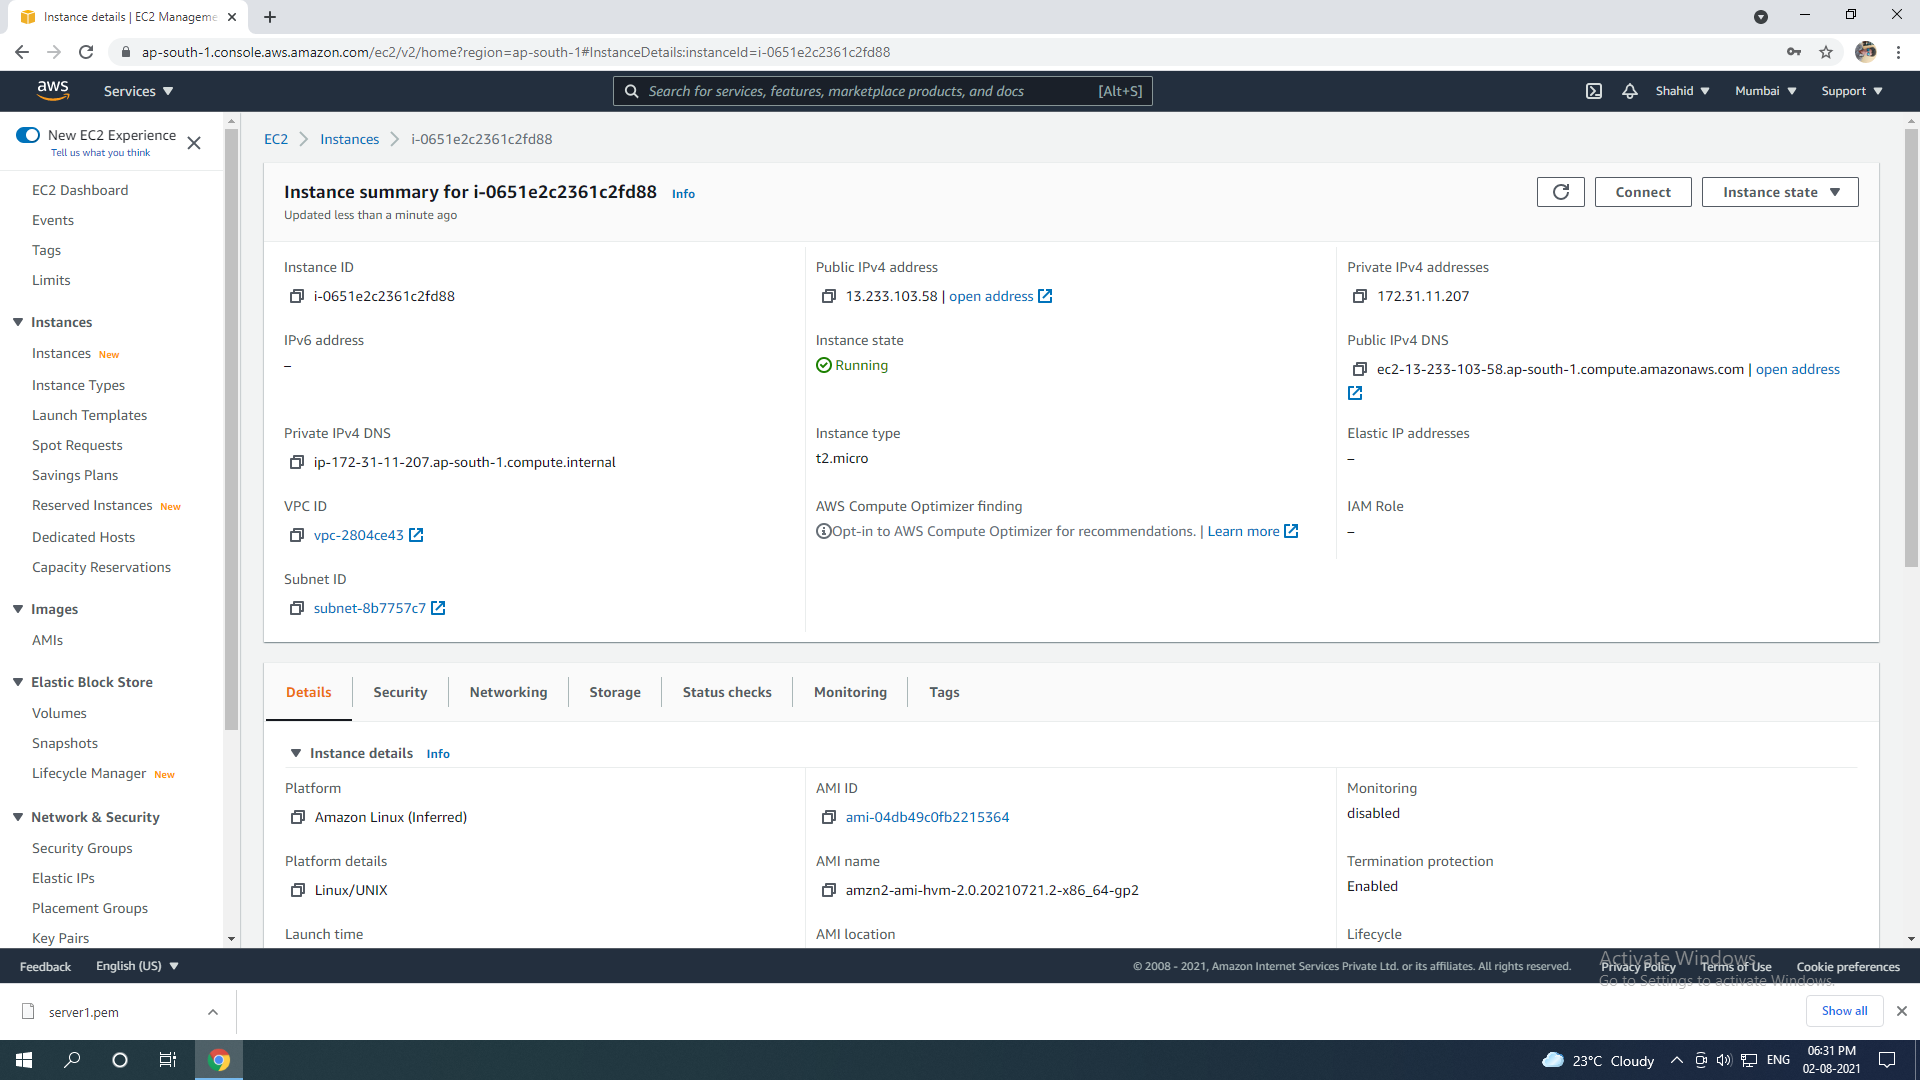 Instance details | EC2 Manageme
ap-south-1.console.aws.amazon.com/ec2/v2/home?region=ap-south-1#InstanceDetails:instanceId=i-0651e2c2361c2fd88
aws
Services
Search for services, features, marketplace products, and docs
[Alt+S]
Shahid
Mumbai
Support
New EC2 Experience
Tell us what you think
EC2 Dashboard
Events
Tags
Limits
Instances
Instances New
Instance Types
Launch Templates
Spot Requests
Savings Plans
Reserved Instances New
Dedicated Hosts
Capacity Reservations
Images
AMIs
Elastic Block Store
Volumes
Snapshots
Lifecycle Manager New
Network & Security
Security Groups
Elastic IPs
Placement Groups
Key Pairs
EC2 > Instances > i-0651e2c2361c2fd88
Instance summary for i-0651e2c2361c2fd88 Info
Updated less than a minute ago
Connect
Instance state
Instance ID
i-0651e2c2361c2fd88
Public IPv4 address
13.233.103.58 | open address
Private IPv4 addresses
172.31.11.207
IPv6 address
–
Instance state
Running
Public IPv4 DNS
ec2-13-233-103-58.ap-south-1.compute.amazonaws.com | open address
Private IPv4 DNS
ip-172-31-11-207.ap-south-1.compute.internal
Instance type
t2.micro
Elastic IP addresses
–
VPC ID
vpc-2804ce43
AWS Compute Optimizer finding
Opt-in to AWS Compute Optimizer for recommendations. | Learn more
IAM Role
–
Subnet ID
subnet-8b7757c7
Details
Security
Networking
Storage
Status checks
Monitoring
Tags
Instance details Info
Platform
Amazon Linux (Inferred)
AMI ID
ami-04db49c0fb2215364
Monitoring
disabled
Platform details
Linux/UNIX
AMI name
amzn2-ami-hvm-2.0.20210721.2-x86_64-gp2
Termination protection
Enabled
Launch time
AMI location
Lifecycle
Feedback
English (US)
© 2008 - 2021, Amazon Internet Services Private Ltd. or its affiliates. All rights reserved.
Privacy Policy
Terms of Use
Cookie preferences
Activate Windows
Go to Settings to activate Windows.
server1.pem
Show all
23°C Cloudy
ENG
06:31 PM
02-08-2021